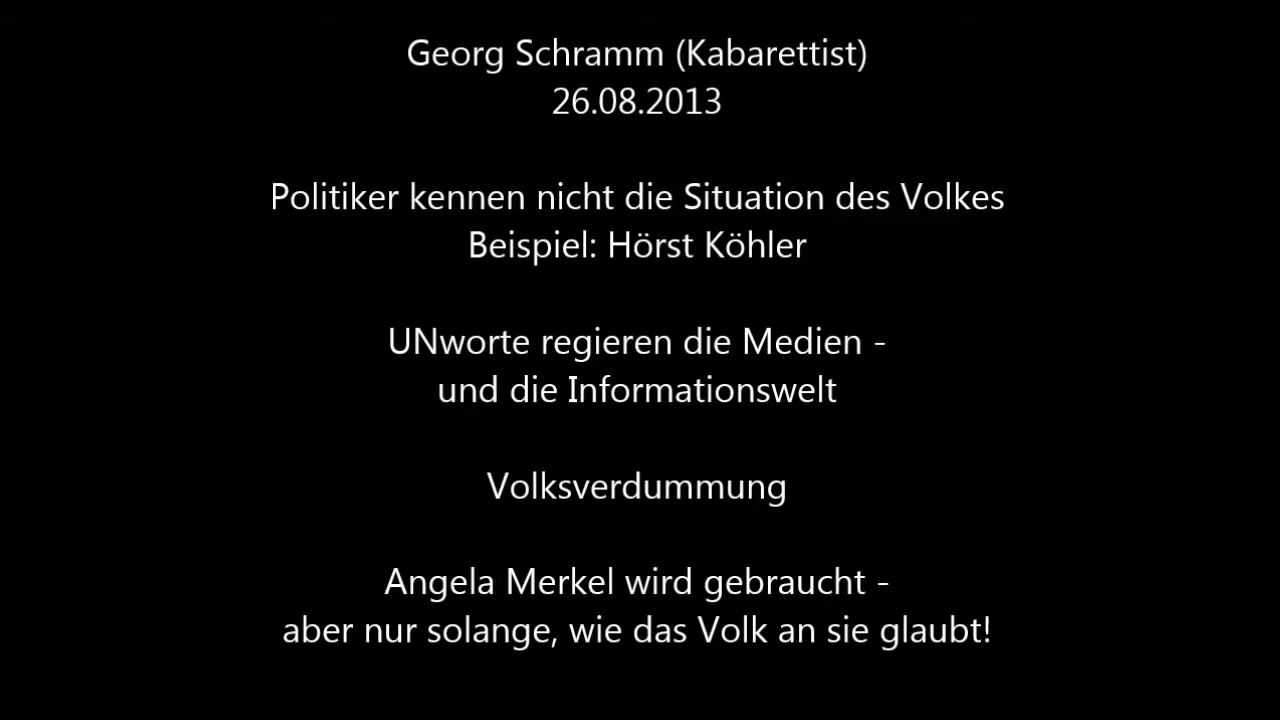 Georg Schramm (Kabarettist)
26.08.2013
Politiker kennen nicht die Situation des Volkes
Beispiel: Hörst Köhler
UNworte regieren die Medien -
und die Informationswelt
Volksverdummung
Angela Merkel wird gebraucht -
aber nur solange, wie das Volk an sie glaubt!